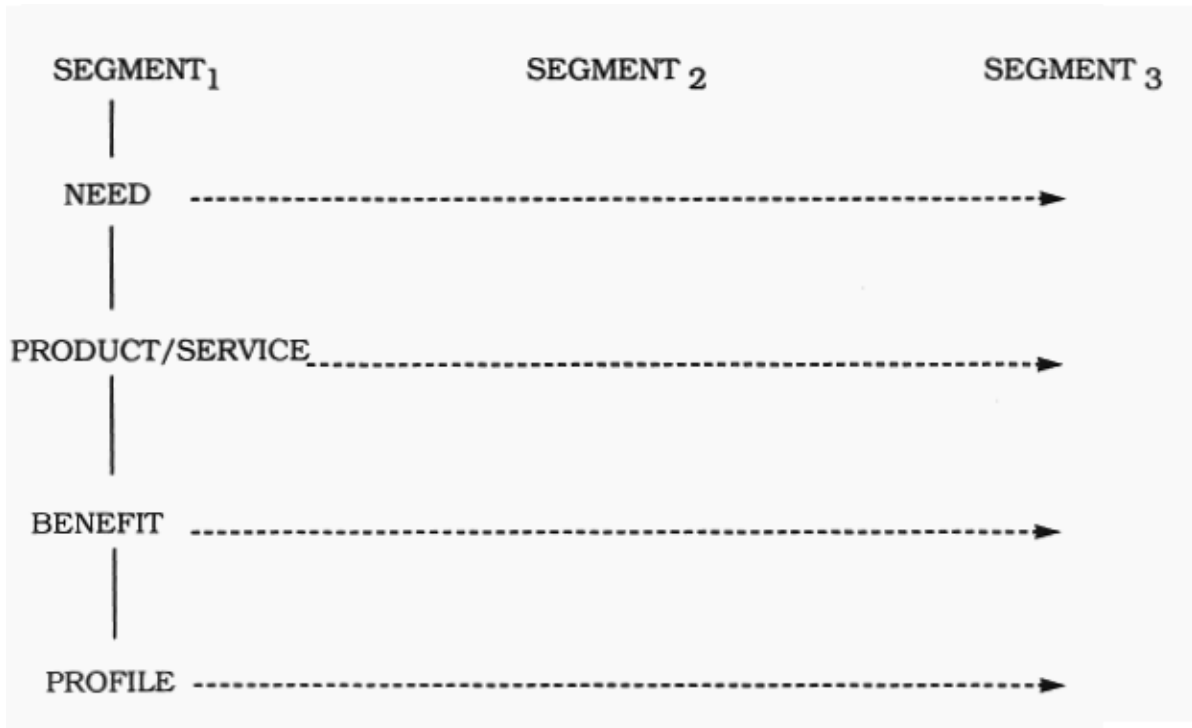 SEGMENT1 SEGMENT 2 SEGMENT 3
NEED
PRODUCT/SERVICE
BENEFIT
PROFILE